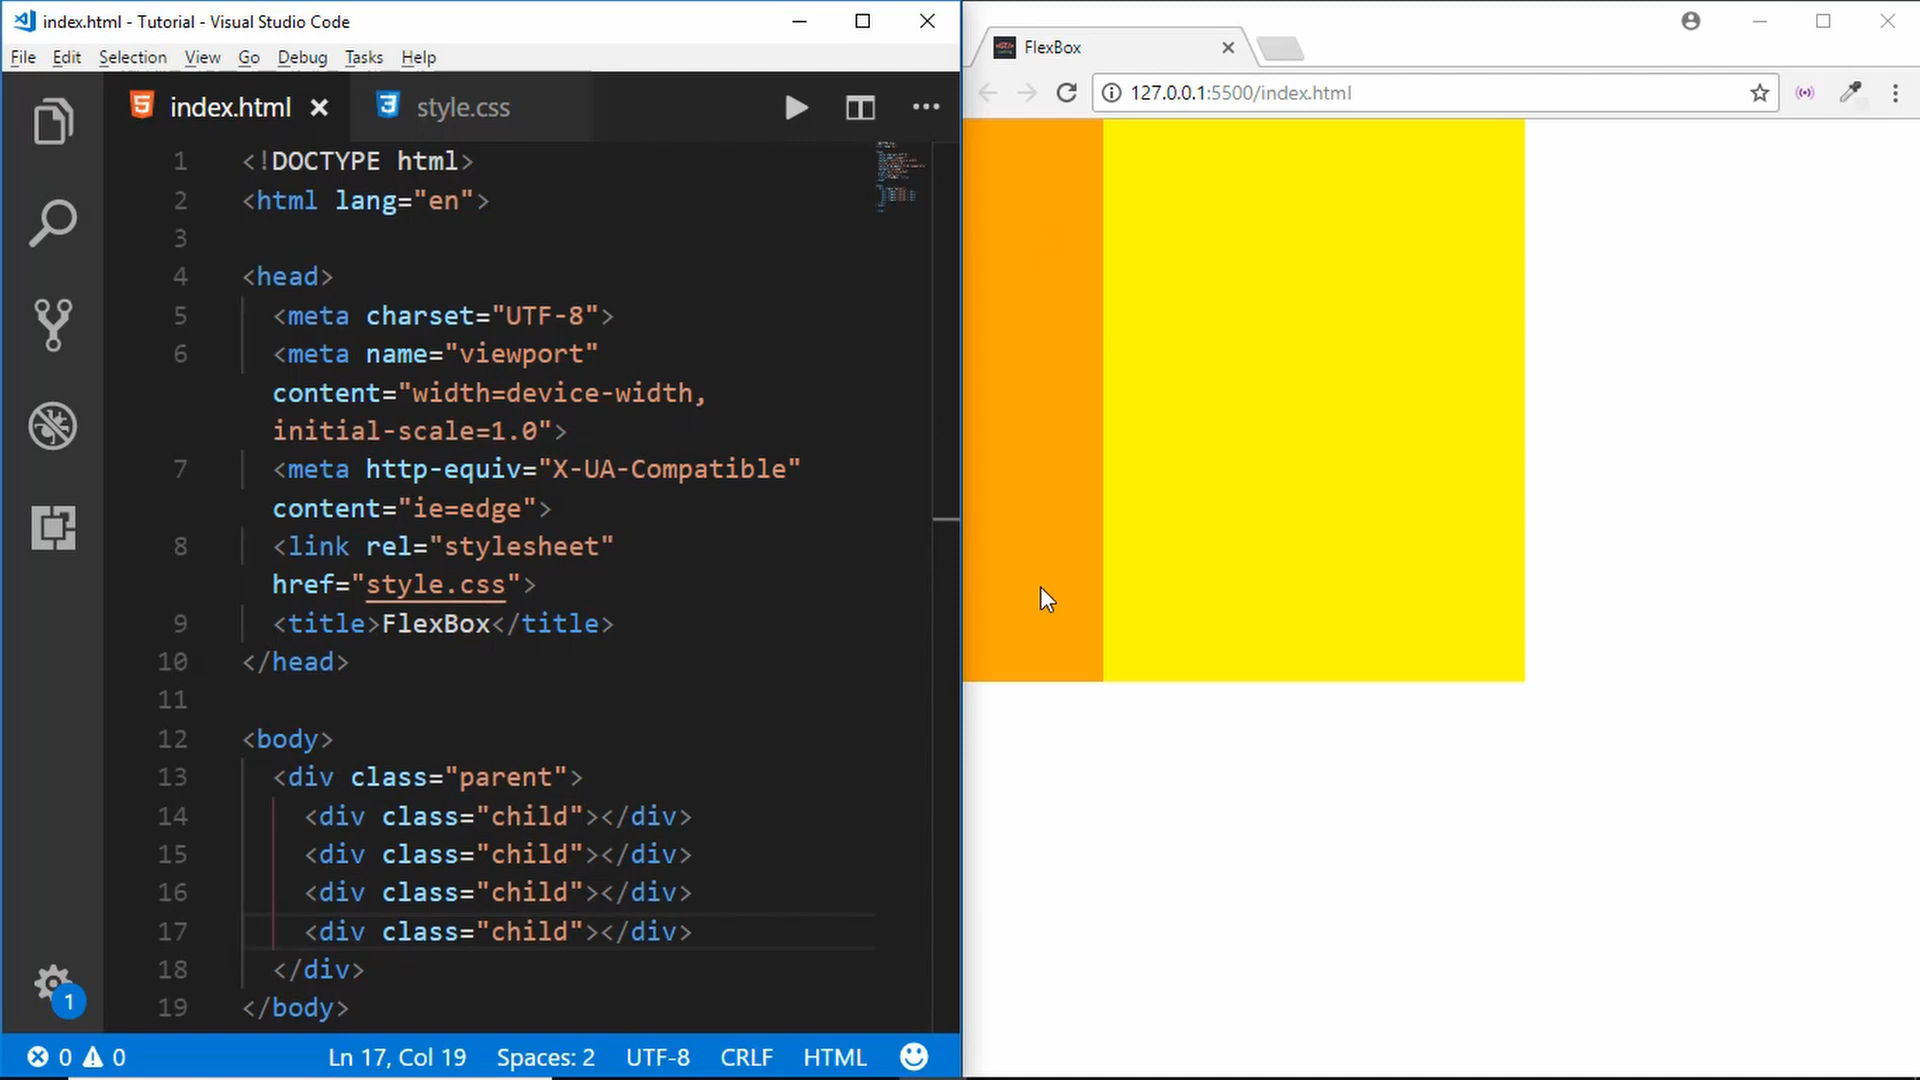 index.html - Tutorial - Visual Studio Code
File Edit Selection View Go Debug Tasks Help
index.html style.css
1 <!DOCTYPE html>
2 <html lang="en">
3
4 <head>
5 <meta charset="UTF-8">
6 <meta name="viewport"
content="width=device-width,
initial-scale=1.0">
7 <meta http-equiv="X-UA-Compatible"
content="ie=edge">
8 <link rel="stylesheet"
href="style.css">
9 <title>FlexBox</title>
10 </head>
11
12 <body>
13 <div class="parent">
14 <div class="child"></div>
15 <div class="child"></div>
16 <div class="child"></div>
17 <div class="child"></div>
18 </div>
19 </body>
1
0 0 Ln 17, Col 19 Spaces: 2 UTF-8 CRLF HTML
FlexBox
127.0.0.1:5500/index.html